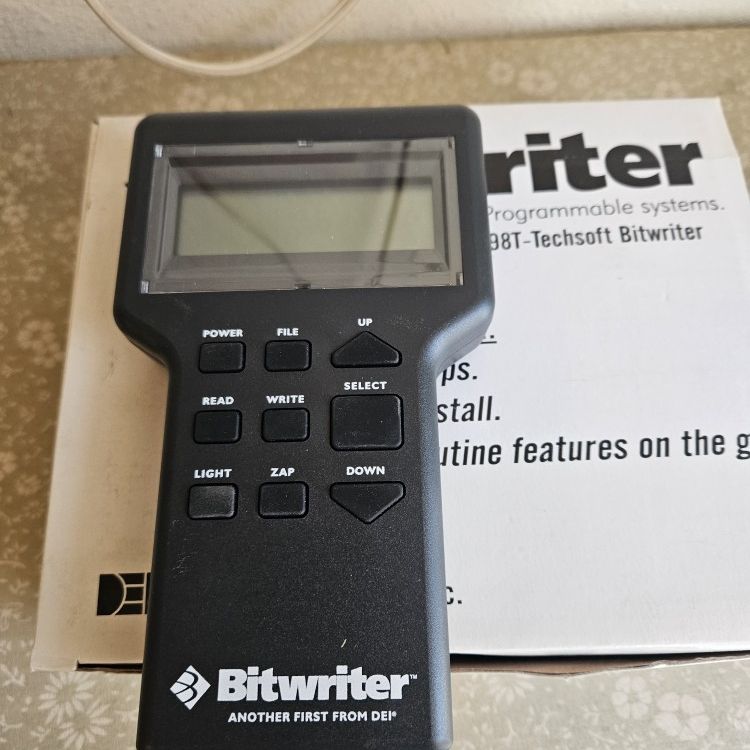 riter
Programmable systems.
98T-Techsoft Bitwriter
ps.
stall.
utine features on the g
c.
POWER FILE UP
READ WRITE SELECT
LIGHT ZAP DOWN
Bitwriter™
ANOTHER FIRST FROM DEI®